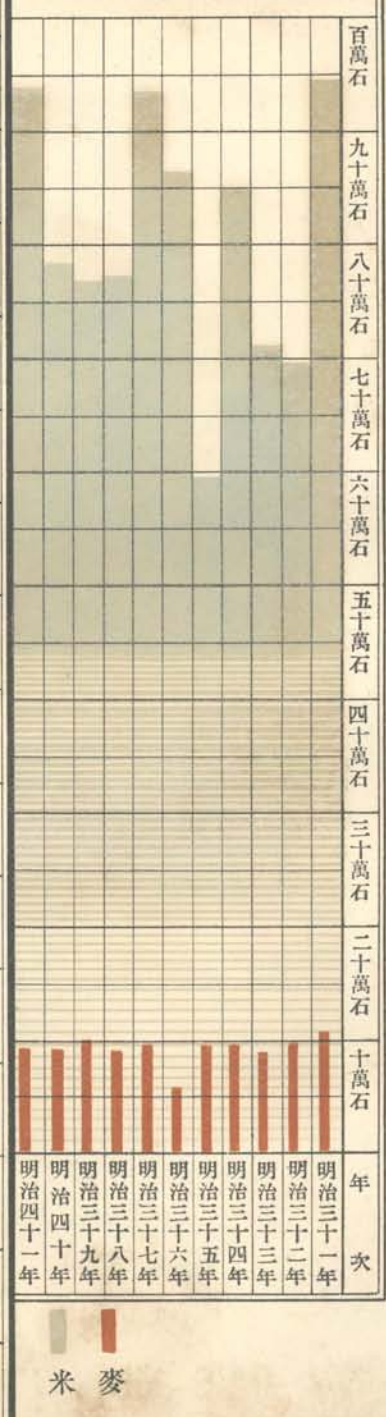 百萬石
九十萬石
八十萬石
七十萬石
六十萬石
五十萬石
四十萬石
三十萬石
二十萬石
十萬石
年次
明治三十一年
明治三十二年
明治三十三年
明治三十四年
明治三十五年
明治三十六年
明治三十七年
明治三十八年
明治三十九年
明治四十年
明治四十一年
麥
米